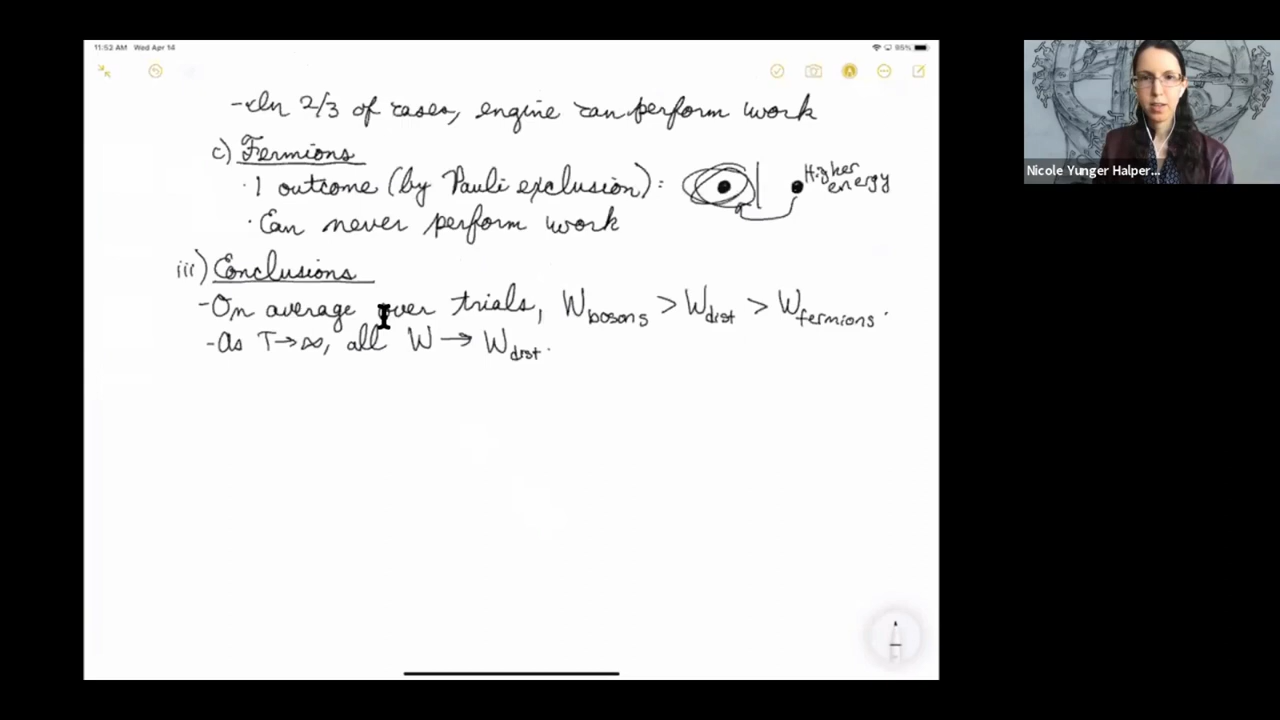 11:52 AM Wed Apr 14
95%
-In 2/3 of cases, engine can perform work
c) Fermions
· 1 outcome (by Pauli exclusion):
Higher
energy
· Can never perform work
iii) Conclusions
-On average over trials, W_bosons > W_dist > W_fermions.
-As T→∞, all W → W_dist.
Nicole Yunger Halper...